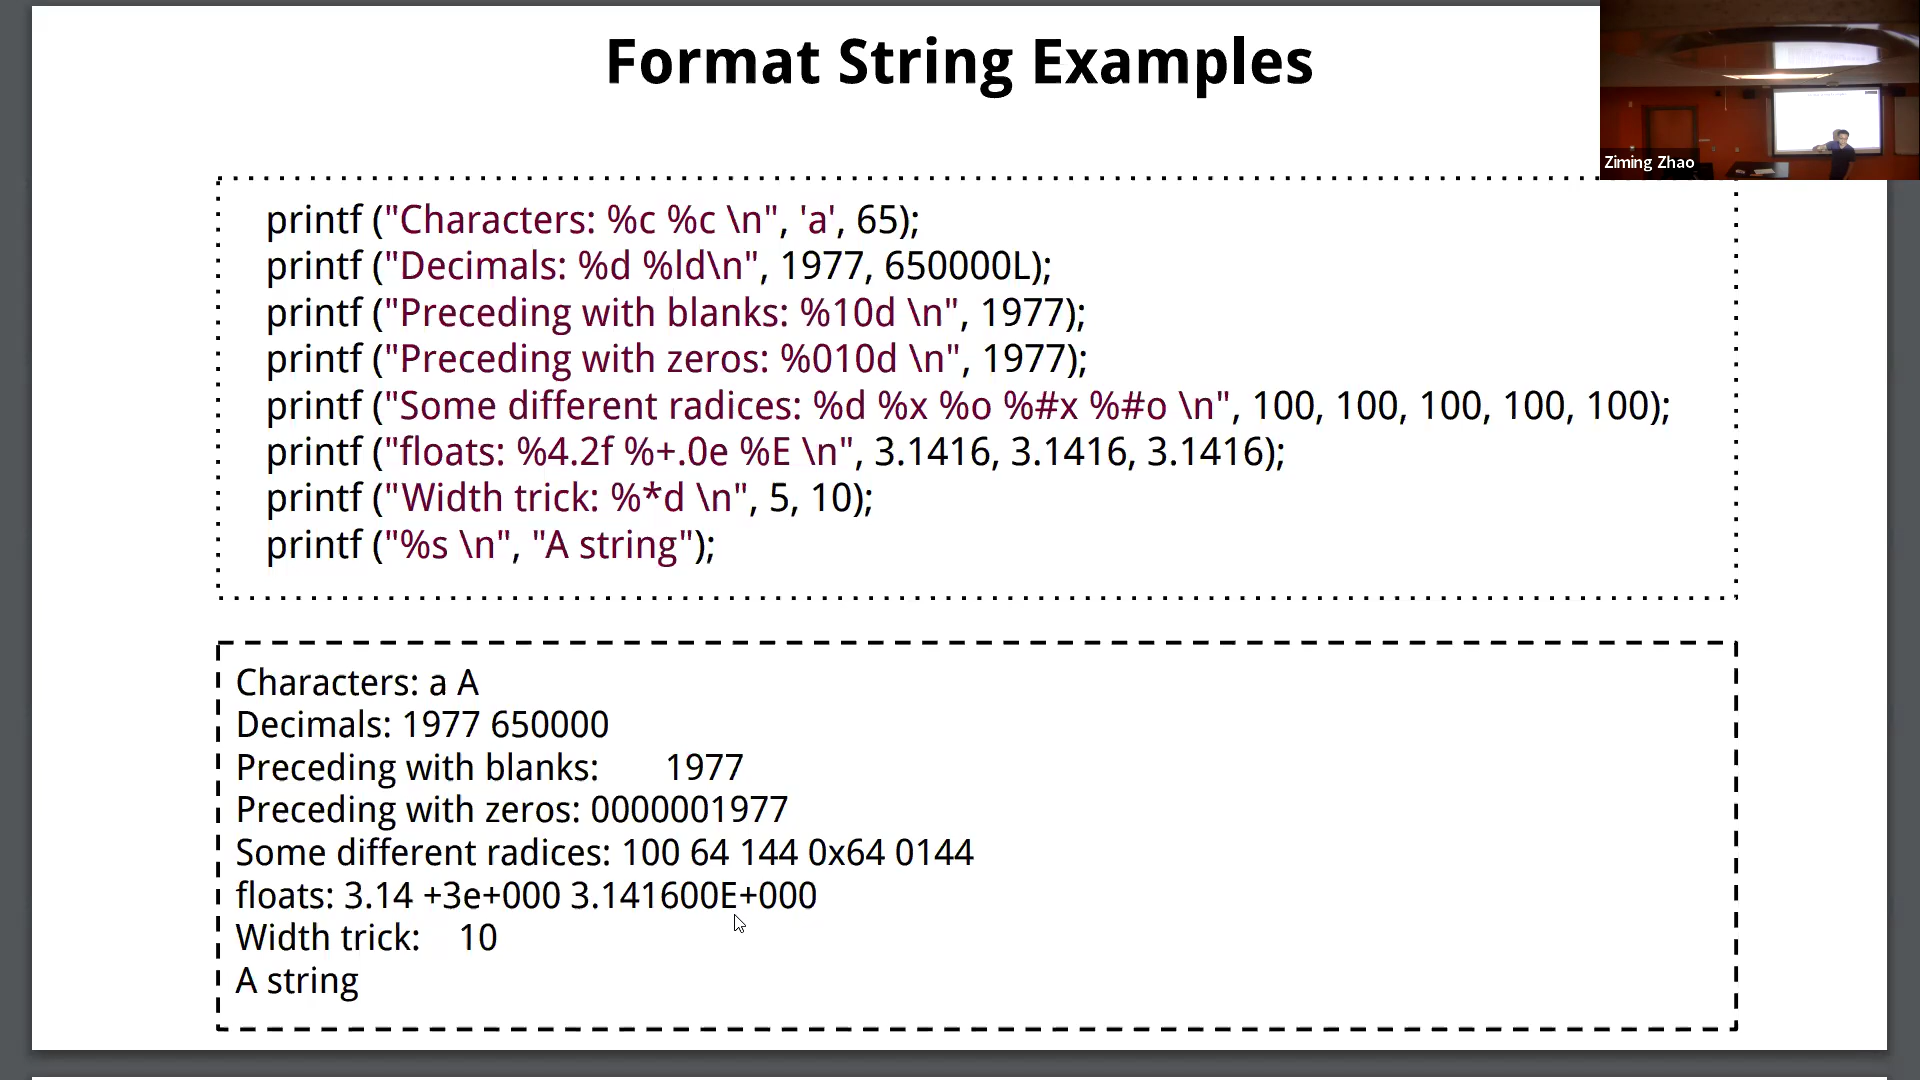 Format String Examples
Ziming Zhao
printf ("Characters: %c %c \n", 'a', 65);
printf ("Decimals: %d %ld\n", 1977, 650000L);
printf ("Preceding with blanks: %10d \n", 1977);
printf ("Preceding with zeros: %010d \n", 1977);
printf ("Some different radices: %d %x %o %#x %#o \n", 100, 100, 100, 100, 100);
printf ("floats: %4.2f %+.0e %E \n", 3.1416, 3.1416, 3.1416);
printf ("Width trick: %*d \n", 5, 10);
printf ("%s \n", "A string");
Characters: a A
Decimals: 1977 650000
Preceding with blanks:       1977
Preceding with zeros: 0000001977
Some different radices: 100 64 144 0x64 0144
floats: 3.14 +3e+000 3.141600E+000
Width trick:    10
A string